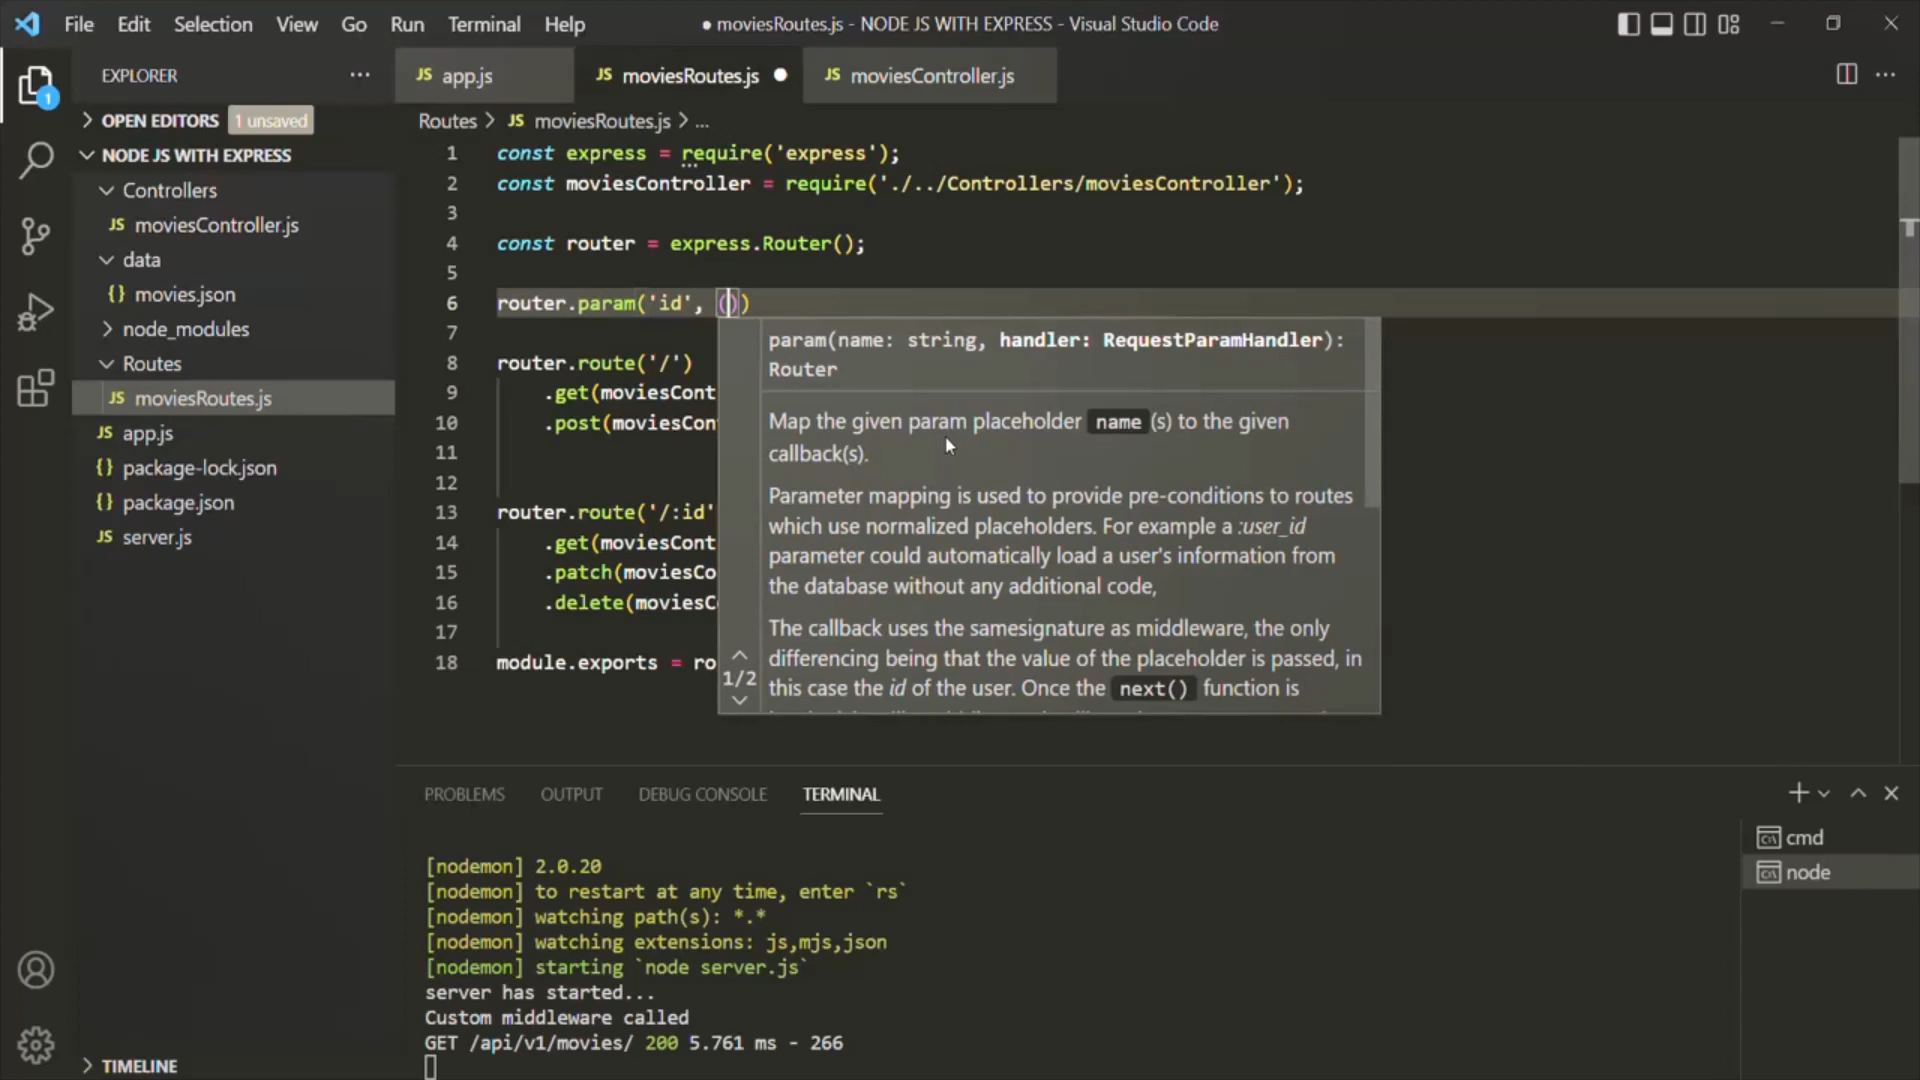 File Edit Selection View Go Run Terminal Help
● moviesRoutes.js - NODE JS WITH EXPRESS - Visual Studio Code
EXPLORER ...
1
OPEN EDITORS 1 unsaved
NODE JS WITH EXPRESS
Controllers
JS moviesController.js
data
{} movies.json
node_modules
Routes
JS moviesRoutes.js
JS app.js
{} package-lock.json
{} package.json
JS server.js
TIMELINE
JS app.js
JS moviesRoutes.js ●
JS moviesController.js
Routes > JS moviesRoutes.js > ...
1 const express = require('express');
2 const moviesController = require('./../Controllers/moviesController');
3
4 const router = express.Router();
5
6 router.param('id', ())
7
8 router.route('/')
9 .get(moviesCont
10 .post(moviesCon
11
12
13 router.route('/:id'
14 .get(moviesCont
15 .patch(moviesCo
16 .delete(moviesC
17
18 module.exports = ro
param(name: string, handler: RequestParamHandler):
Router
Map the given param placeholder name(s) to the given
callback(s).
Parameter mapping is used to provide pre-conditions to routes
which use normalized placeholders. For example a :user_id
parameter could automatically load a user's information from
the database without any additional code,
The callback uses the samesignature as middleware, the only
differencing being that the value of the placeholder is passed, in
this case the id of the user. Once the next() function is
1/2
PROBLEMS OUTPUT DEBUG CONSOLE TERMINAL
[nodemon] 2.0.20
[nodemon] to restart at any time, enter `rs`
[nodemon] watching path(s): *.*
[nodemon] watching extensions: js,mjs,json
[nodemon] starting `node server.js`
server has started...
Custom middleware called
GET /api/v1/movies/ 200 5.761 ms - 266
cmd
node